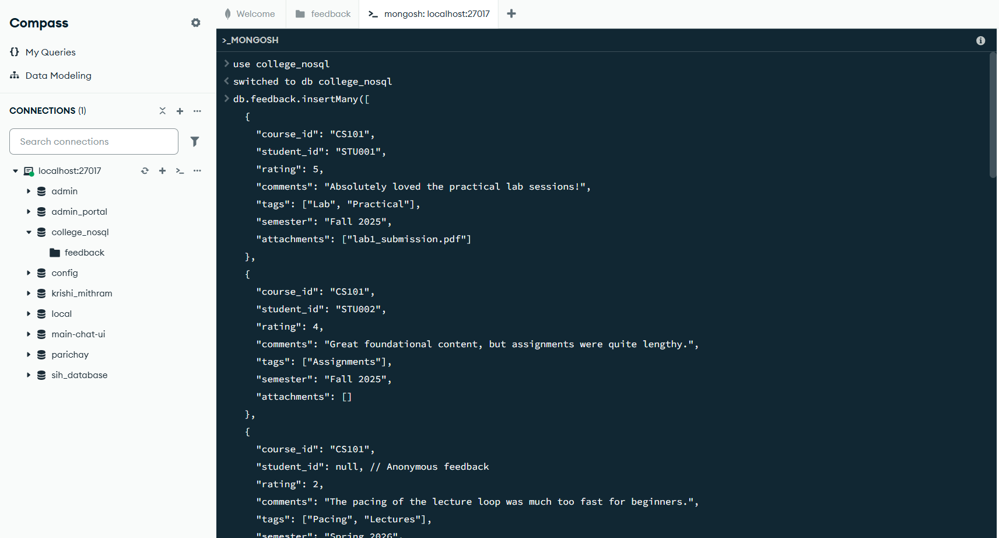 Compass
My Queries
Data Modeling
CONNECTIONS (1)
Search connections
localhost:27017
admin
admin_portal
college_nosql
feedback
config
krishi_mithram
local
main-chat-ui
parichay
sih_database
Welcome
feedback
mongosh: localhost:27017
>_MONGOSH
use college_nosql
switched to db college_nosql
db.feedback.insertMany([
{
"course_id": "CS101",
"student_id": "STU001",
"rating": 5,
"comments": "Absolutely loved the practical lab sessions!",
"tags": ["Lab", "Practical"],
"semester": "Fall 2025",
"attachments": ["lab1_submission.pdf"]
},
{
"course_id": "CS101",
"student_id": "STU002",
"rating": 4,
"comments": "Great foundational content, but assignments were quite lengthy.",
"tags": ["Assignments"],
"semester": "Fall 2025",
"attachments": []
},
{
"course_id": "CS101",
"student_id": null, // Anonymous feedback
"rating": 2,
"comments": "The pacing of the lecture loop was much too fast for beginners.",
"tags": ["Pacing", "Lectures"],
"semester": "Spring 2026",